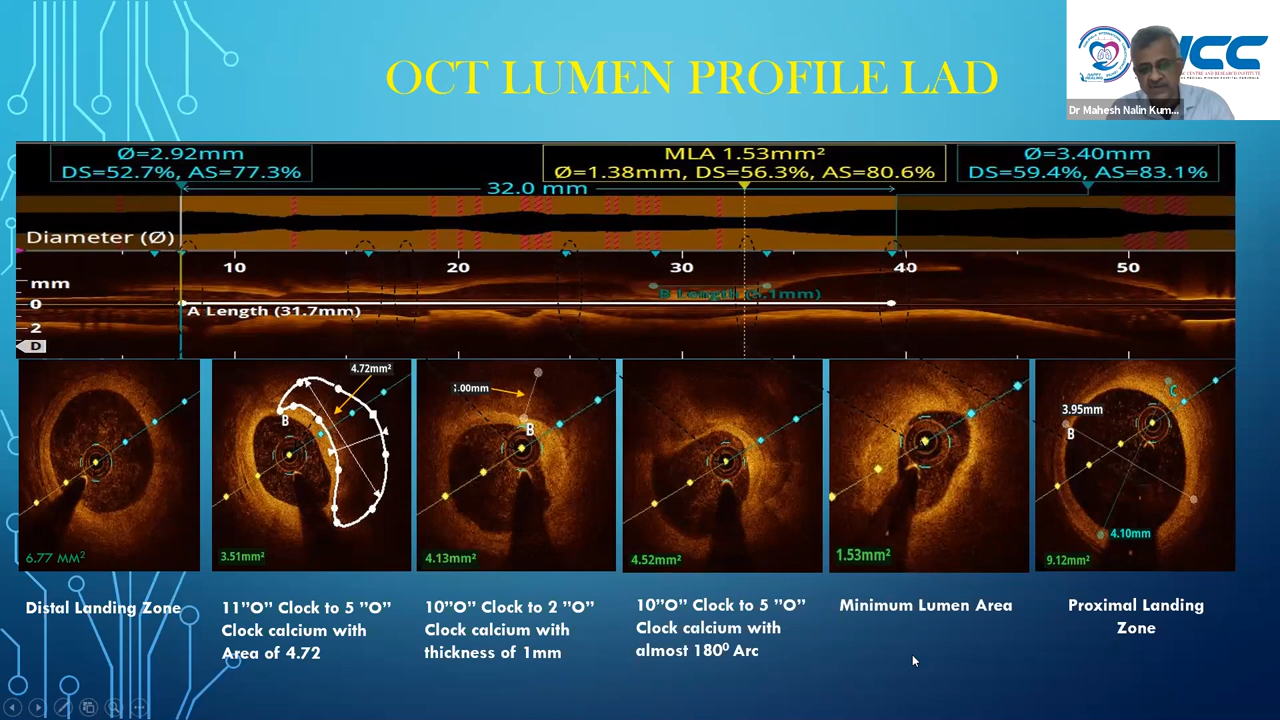 OCT LUMEN PROFILE LAD
Dr Mahesh Nalin Kum...
Ø=2.92mm
DS=52.7%, AS=77.3%
MLA 1.53mm²
Ø=1.38mm, DS=56.3%, AS=80.6%
Ø=3.40mm
DS=59.4%, AS=83.1%
32.0 mm
Diameter (Ø)
10 20 30 40 50
mm
0
A Length (31.7mm)
2
D
4.72mm²
B
3.51mm²
B
4.13mm²
4.52mm²
1.53mm²
3.95mm
B
C
4.10mm
9.12mm²
6.77 MM²
Distal Landing Zone
11”O” Clock to 5 ”O”
Clock calcium with
Area of 4.72
10”O” Clock to 2 ”O”
Clock calcium with
thickness of 1mm
10”O” Clock to 5 ”O”
Clock calcium with
almost 180⁰ Arc
Minimum Lumen Area
Proximal Landing
Zone